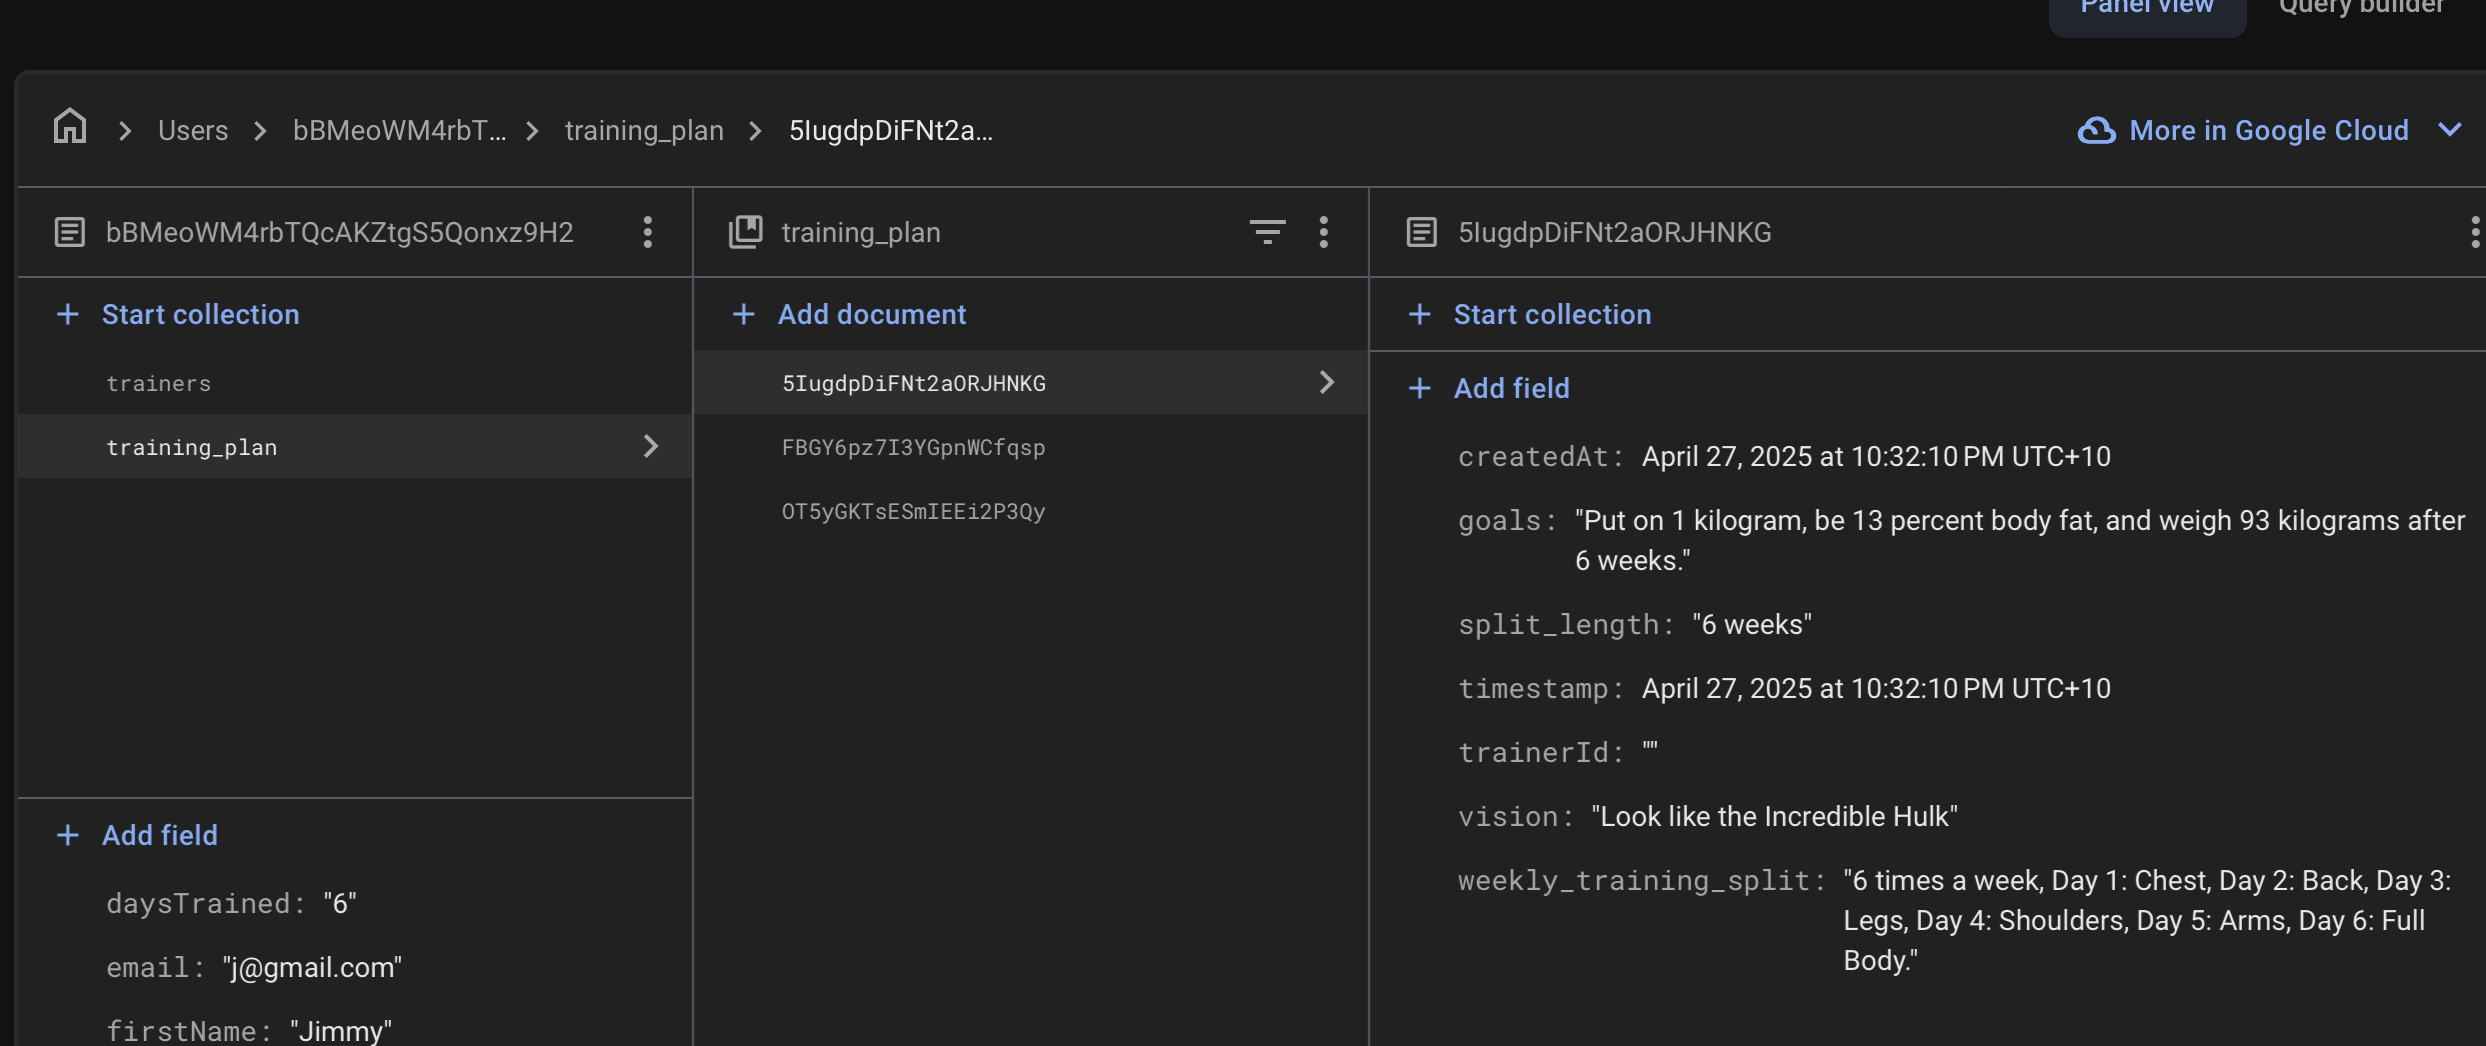 Panel view
Query builder
Users
bBMeoWM4rbT...
training_plan
5IugdpDiFNt2a...
More in Google Cloud
bBMeoWM4rbTQcAKZtgS5Qonxz9H2
Start collection
trainers
training_plan
Add field
daysTrained: "6"
email: "j@gmail.com"
firstName: "Jimmy"
training_plan
Add document
5IugdpDiFNt2aORJHNKG
FBGY6pz7I3YGpnWCfqsp
OT5yGKTsESmIEEi2P3Qy
5IugdpDiFNt2aORJHNKG
Start collection
Add field
createdAt: April 27, 2025 at 10:32:10 PM UTC+10
goals: "Put on 1 kilogram, be 13 percent body fat, and weigh 93 kilograms after
6 weeks."
split_length: "6 weeks"
timestamp: April 27, 2025 at 10:32:10 PM UTC+10
trainerId: ""
vision: "Look like the Incredible Hulk"
weekly_training_split: "6 times a week, Day 1: Chest, Day 2: Back, Day 3:
Legs, Day 4: Shoulders, Day 5: Arms, Day 6: Full
Body."